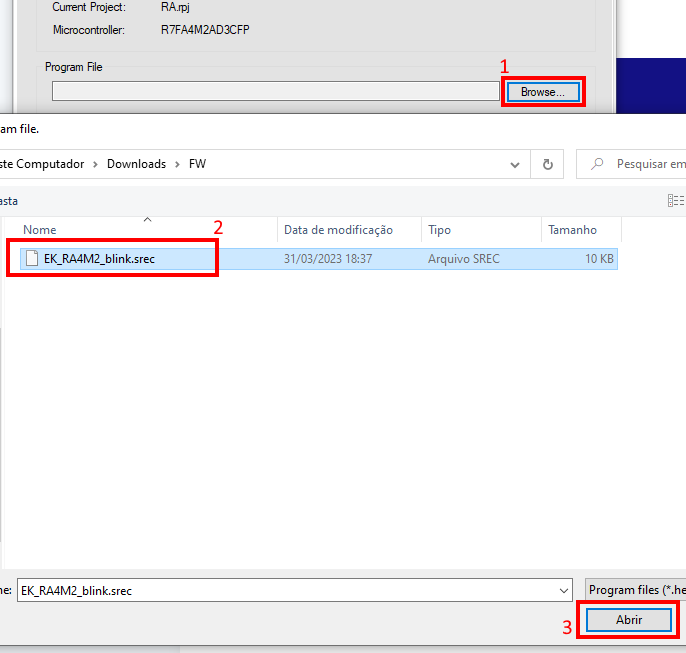 Current Project: RA.rpj
Microcontroller: R7FA4M2AD3CFP
Program File
1
Browse...
am file.
ste Computador > Downloads > FW
Pesquisar em
asta
Nome Data de modificação Tipo Tamanho
2
EK_RA4M2_blink.srec 31/03/2023 18:37 Arquivo SREC 10 KB
ne: EK_RA4M2_blink.srec Program files (*.he
3 Abrir